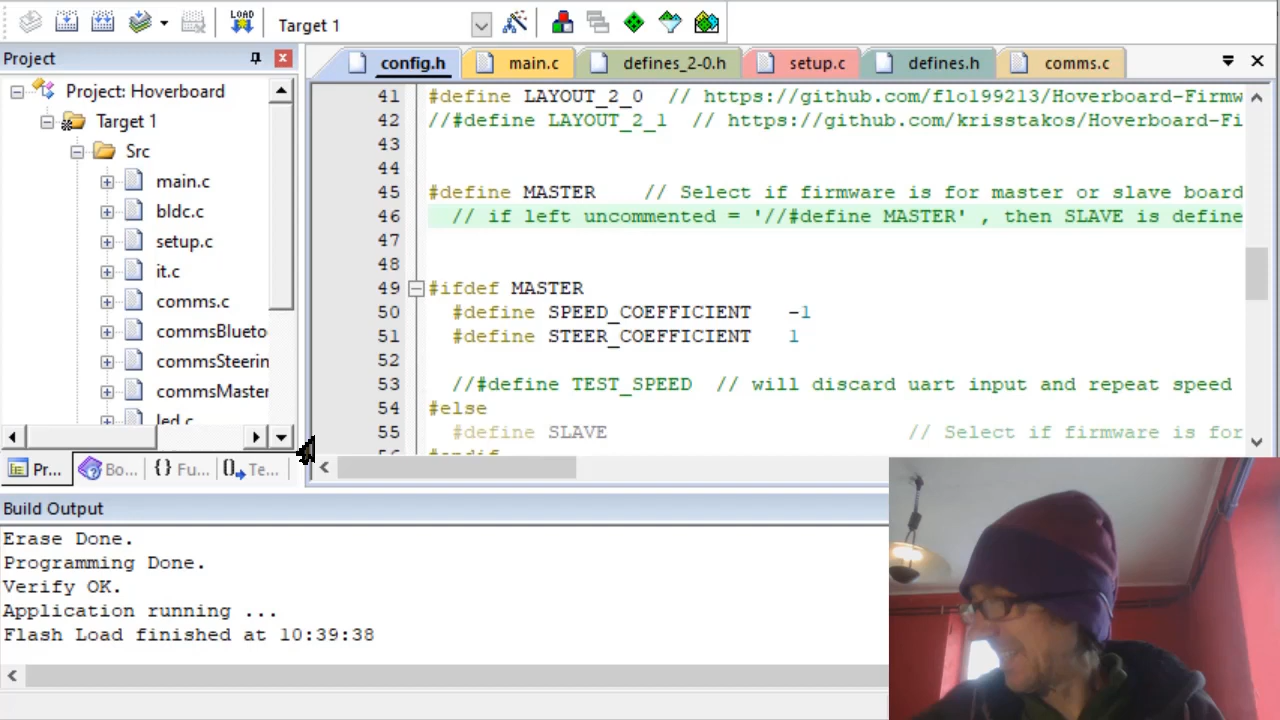 LOAD
Target 1
Project
config.h
main.c
defines_2-0.h
setup.c
defines.h
comms.c
Project: Hoverboard
Target 1
Src
main.c
bldc.c
setup.c
it.c
comms.c
commsBlueto
commsSteerin
commsMaster
led.c
Pr...
Bo...
{} Fu...
Te...
41 #define LAYOUT_2_0 // https://github.com/flo199213/Hoverboard-Firmw
42 //#define LAYOUT_2_1 // https://github.com/krisstakos/Hoverboard-Fi
43
44
45 #define MASTER // Select if firmware is for master or slave board
46 // if left uncommented = '//#define MASTER' , then SLAVE is define
47
48
49 #ifdef MASTER
50 #define SPEED_COEFFICIENT -1
51 #define STEER_COEFFICIENT 1
52
53 //#define TEST_SPEED // will discard uart input and repeat speed
54 #else
55 #define SLAVE // Select if firmware is for
56 #endif
Build Output
Erase Done.
Programming Done.
Verify OK.
Application running ...
Flash Load finished at 10:39:38